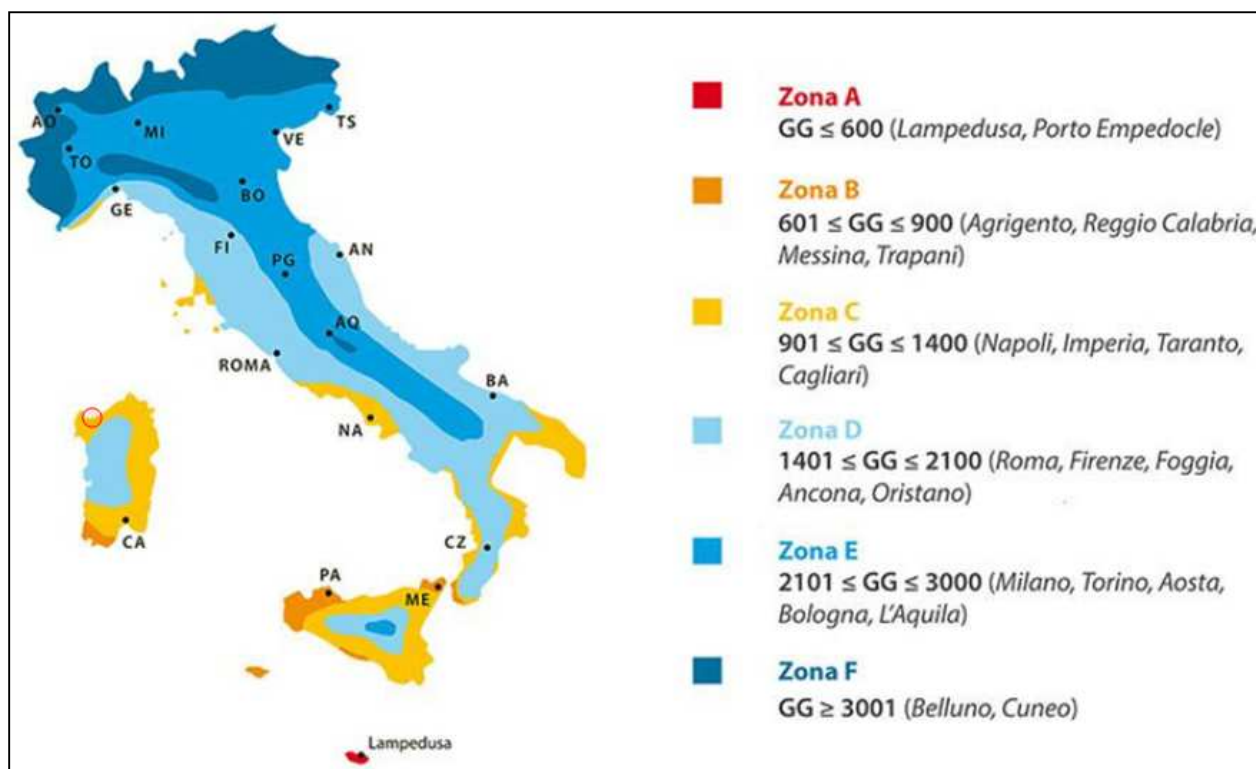 AO
MI
TS
VE
TO
BO
GE
FI
AN
PG
AQ
ROMA
BA
NA
CA
CZ
PA
ME
Lampedusa
Zona A
GG ≤ 600 (Lampedusa, Porto Empedocle)
Zona B
601 ≤ GG ≤ 900 (Agrigento, Reggio Calabria,
Messina, Trapani)
Zona C
901 ≤ GG ≤ 1400 (Napoli, Imperia, Taranto,
Cagliari)
Zona D
1401 ≤ GG ≤ 2100 (Roma, Firenze, Foggia,
Ancona, Oristano)
Zona E
2101 ≤ GG ≤ 3000 (Milano, Torino, Aosta,
Bologna, L'Aquila)
Zona F
GG ≥ 3001 (Belluno, Cuneo)